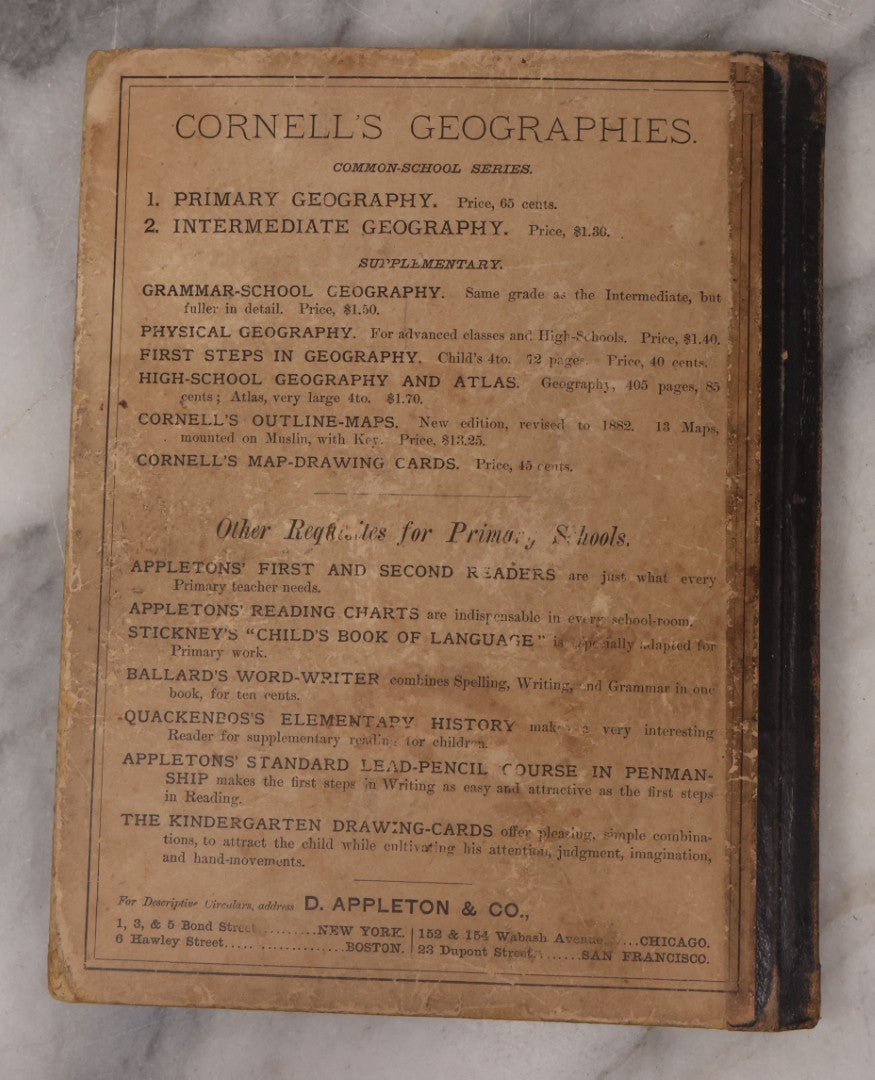 CORNELL'S GEOGRAPHIES.
COMMON-SCHOOL SERIES.
1. PRIMARY GEOGRAPHY. Price, 65 cents.
2. INTERMEDIATE GEOGRAPHY. Price, $1.30.
SUPPLEMENTARY.
GRAMMAR-SCHOOL GEOGRAPHY. Same grade as the Intermediate, but
fuller in detail. Price, $1.50.
PHYSICAL GEOGRAPHY. For advanced classes and High-Schools. Price, $1.40.
FIRST STEPS IN GEOGRAPHY. Child's 4to. 72 pages. Price, 40 cents.
HIGH-SCHOOL GEOGRAPHY AND ATLAS. Geography, 405 pages, 85
cents; Atlas, very large 4to. $1.70.
CORNELL'S OUTLINE-MAPS. New edition, revised to 1882. 13 Maps,
mounted on Muslin, with Key. Price, $13.25.
CORNELL'S MAP-DRAWING CARDS. Price, 45 cents.
Other Requisites for Primary Schools.
APPLETONS' FIRST AND SECOND READERS are just what every
Primary teacher needs.
APPLETONS' READING CHARTS are indispensable in every school-room.
STICKNEY'S "CHILD'S BOOK OF LANGUAGE" is especially adapted for
Primary work.
BALLARD'S WORD-WRITER combines Spelling, Writing, and Grammar in one
book, for ten cents.
QUACKENBOS'S ELEMENTARY HISTORY makes a very interesting
Reader for supplementary reading for children.
APPLETONS' STANDARD LEAD-PENCIL COURSE IN PENMAN-
SHIP makes the first steps in Writing as easy and attractive as the first steps
in Reading.
THE KINDERGARTEN DRAWING-CARDS offer pleasing, simple combina-
tions, to attract the child while cultivating his attention, judgment, imagination,
and hand-movements.
For Descriptive Circulars, address D. APPLETON & CO.,
1, 3, & 5 Bond Street..........NEW YORK. | 152 & 154 Wabash Avenue.....CHICAGO.
6 Hawley Street....................BOSTON. | 23 Dupont Street.........SAN FRANCISCO.